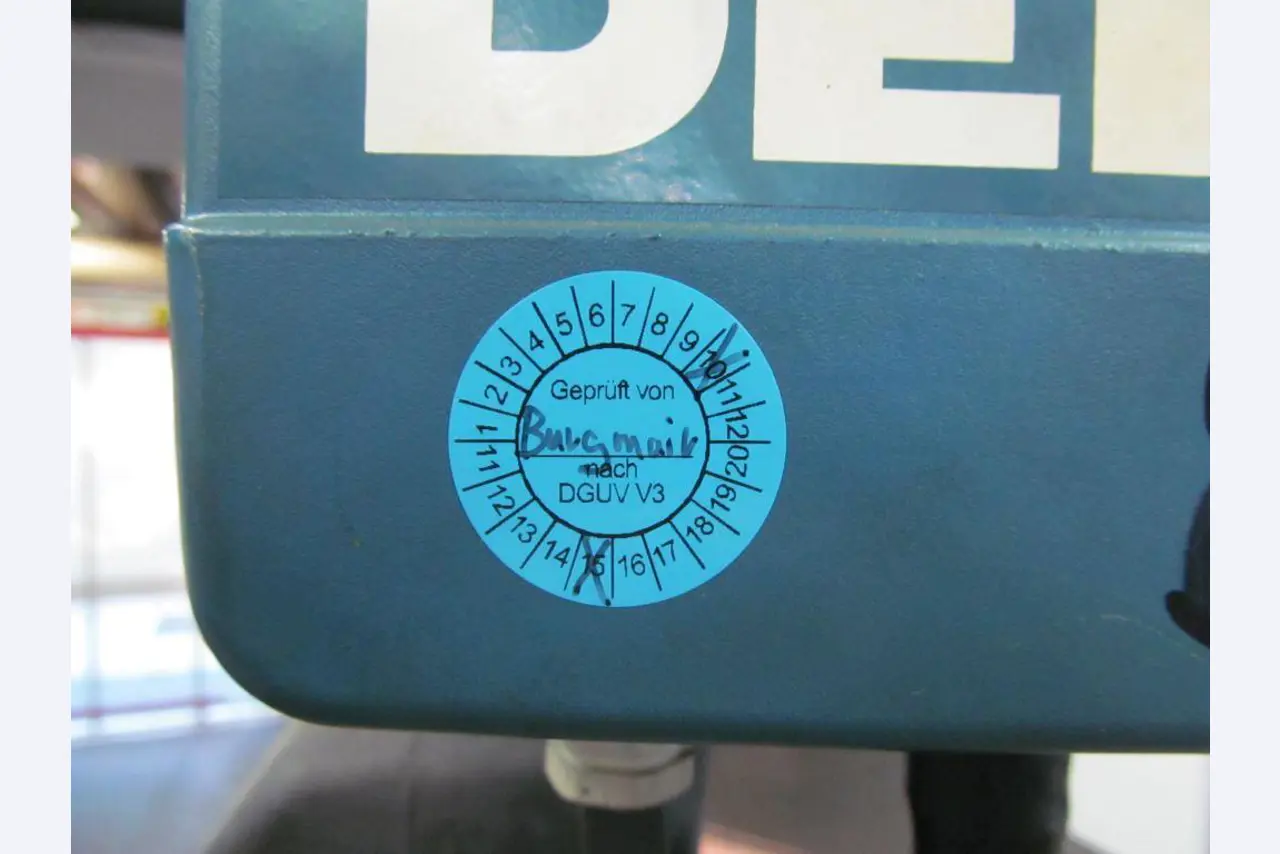 DE
1 2 3 4 5 6 7 8 9 10 11 12
Geprüft von
Burgmair
nach
DGUV V3
11 12 13 14 15 16 17 18 19 20